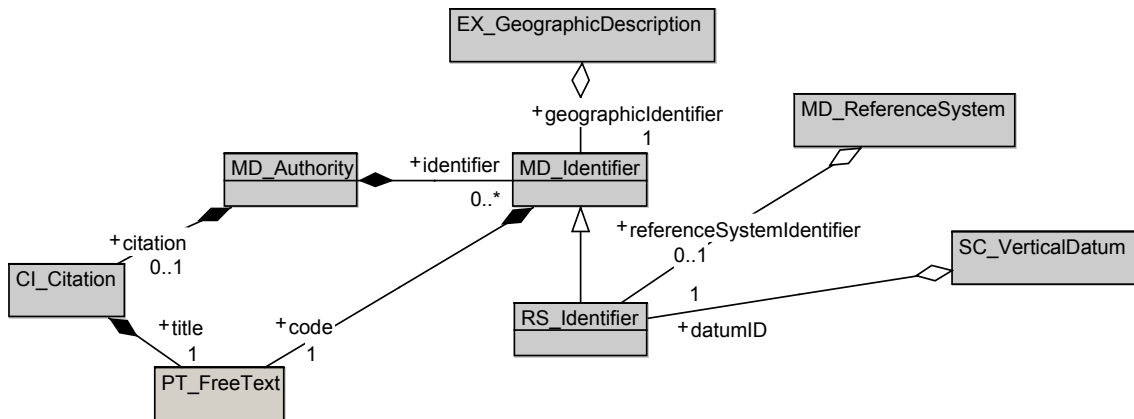 EX_GeographicDescription
+geographicIdentifier
1
MD_ReferenceSystem
MD_Authority
+identifier
0..*
MD_Identifier
+citation
0..1
+referenceSystemIdentifier
0..1
SC_VerticalDatum
CI_Citation
1
RS_Identifier
+datumID
+title
1
+code
1
PT_FreeText